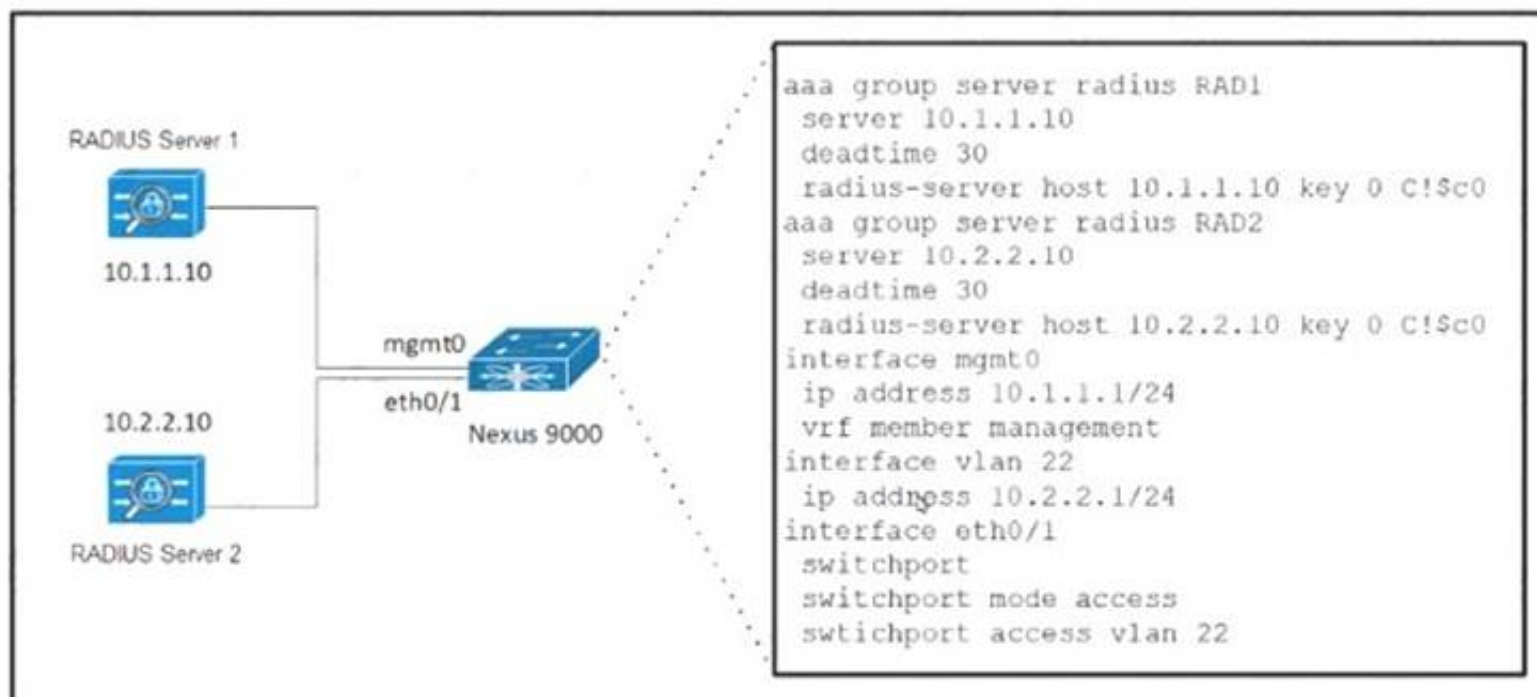 RADIUS Server 1
10.1.1.10
10.2.2.10
RADIUS Server 2
mgmt0
eth0/1
Nexus 9000
aaa group server radius RAD1
server 10.1.1.10
deadtime 30
radius-server host 10.1.1.10 key 0 C!$c0
aaa group server radius RAD2
server 10.2.2.10
deadtime 30
radius-server host 10.2.2.10 key 0 C!$c0
interface mgmt0
ip address 10.1.1.1/24
vrf member management
interface vlan 22
ip address 10.2.2.1/24
interface eth0/1
switchport
switchport mode access
swtichport access vlan 22